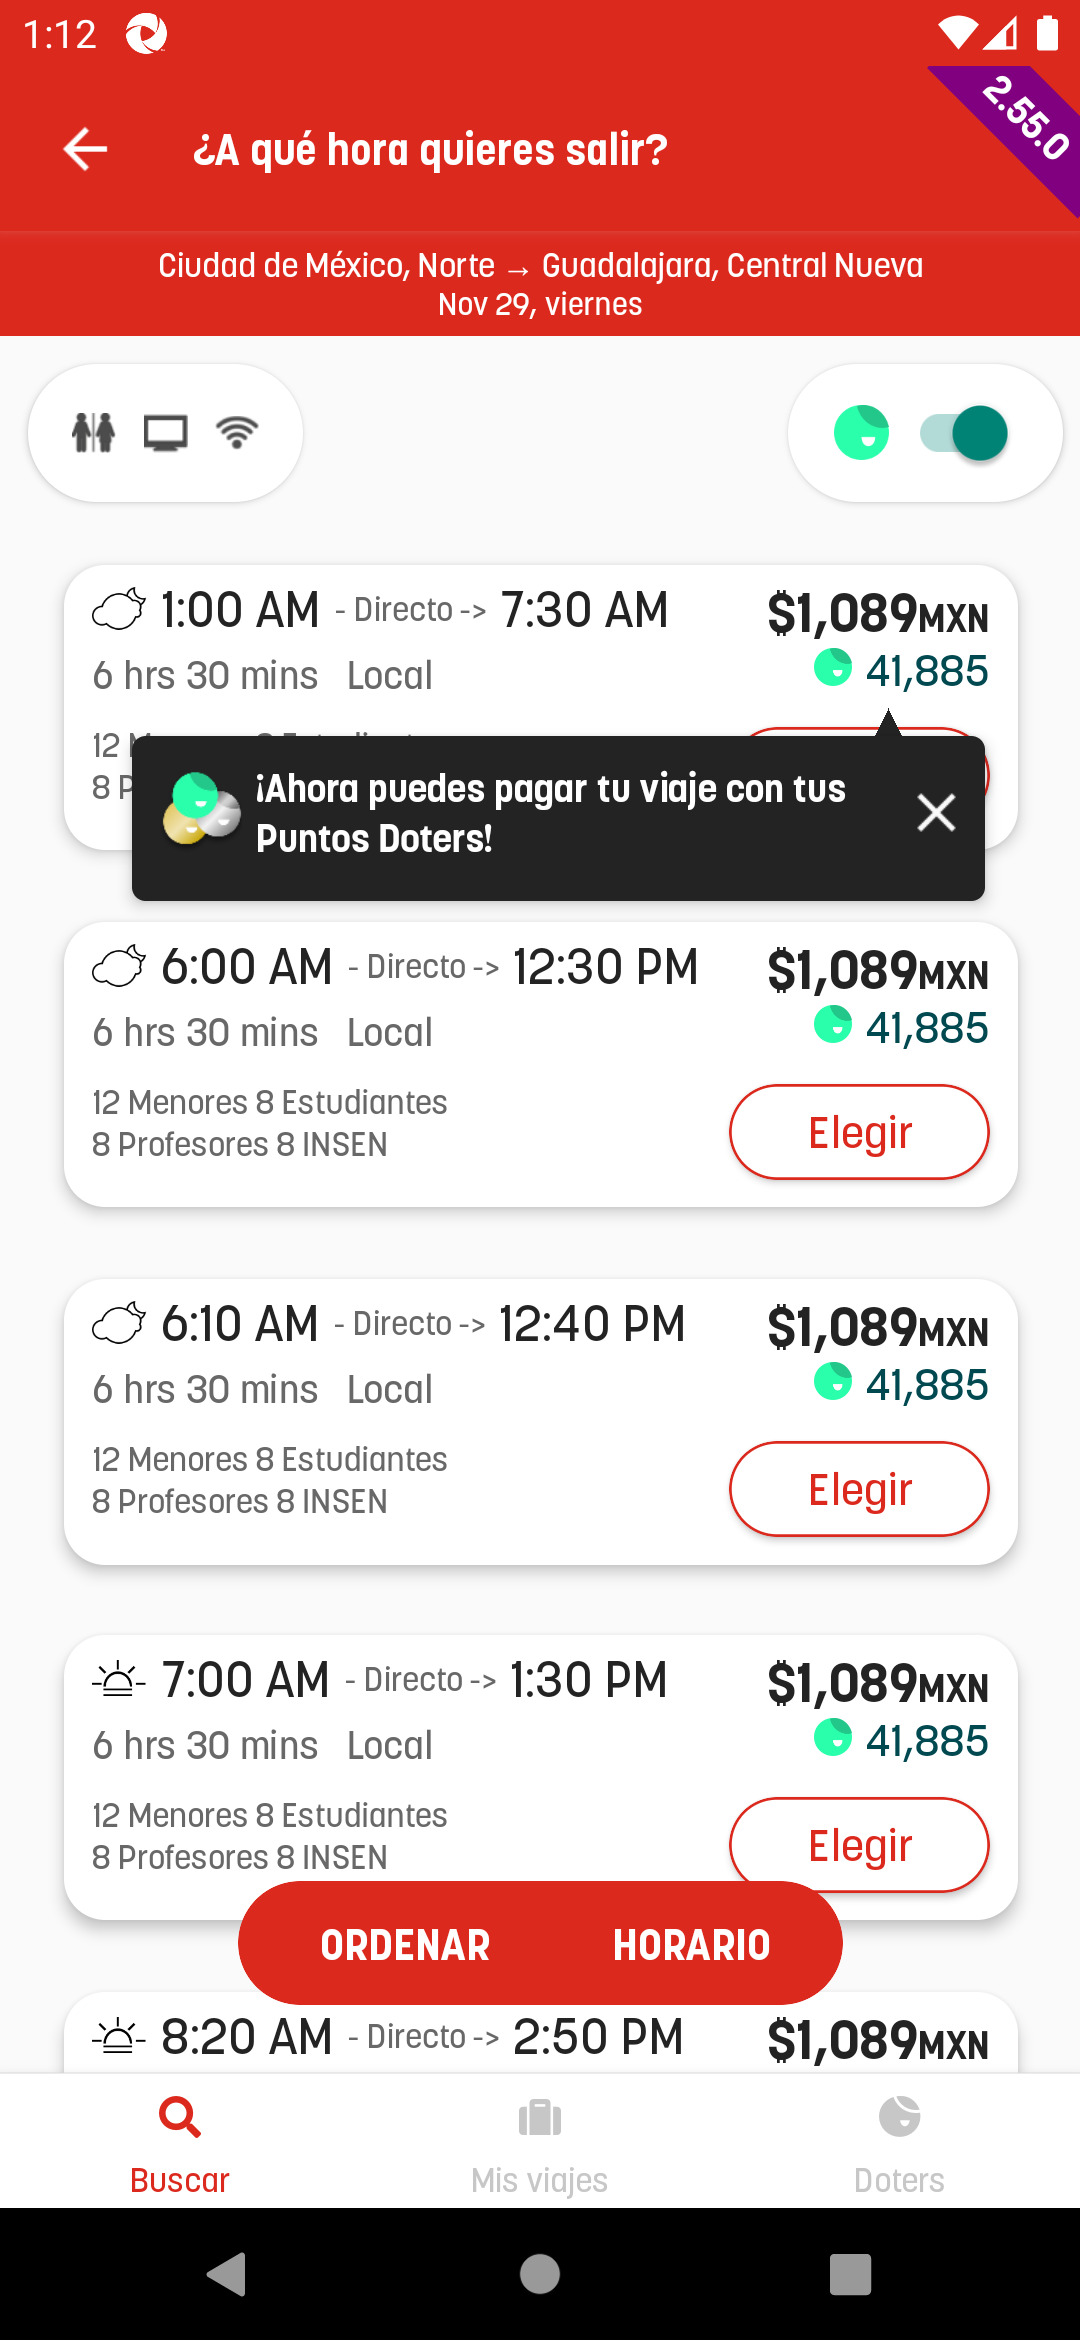 1:12
2.55.0
¿A qué hora quieres salir?
Ciudad de México, Norte → Guadalajara, Central Nueva
Nov 29, viernes
1:00 AM - Directo -> 7:30 AM $1,089MXN
6 hrs 30 mins Local 41,885
12
8 P
¡Ahora puedes pagar tu viaje con tus
Puntos Doters!
6:00 AM - Directo -> 12:30 PM $1,089MXN
6 hrs 30 mins Local 41,885
12 Menores 8 Estudiantes
8 Profesores 8 INSEN
Elegir
6:10 AM - Directo -> 12:40 PM $1,089MXN
6 hrs 30 mins Local 41,885
12 Menores 8 Estudiantes
8 Profesores 8 INSEN
Elegir
7:00 AM - Directo -> 1:30 PM $1,089MXN
6 hrs 30 mins Local 41,885
12 Menores 8 Estudiantes
8 Profesores 8 INSEN
Elegir
ORDENAR HORARIO
8:20 AM - Directo -> 2:50 PM $1,089MXN
Buscar Mis viajes Doters